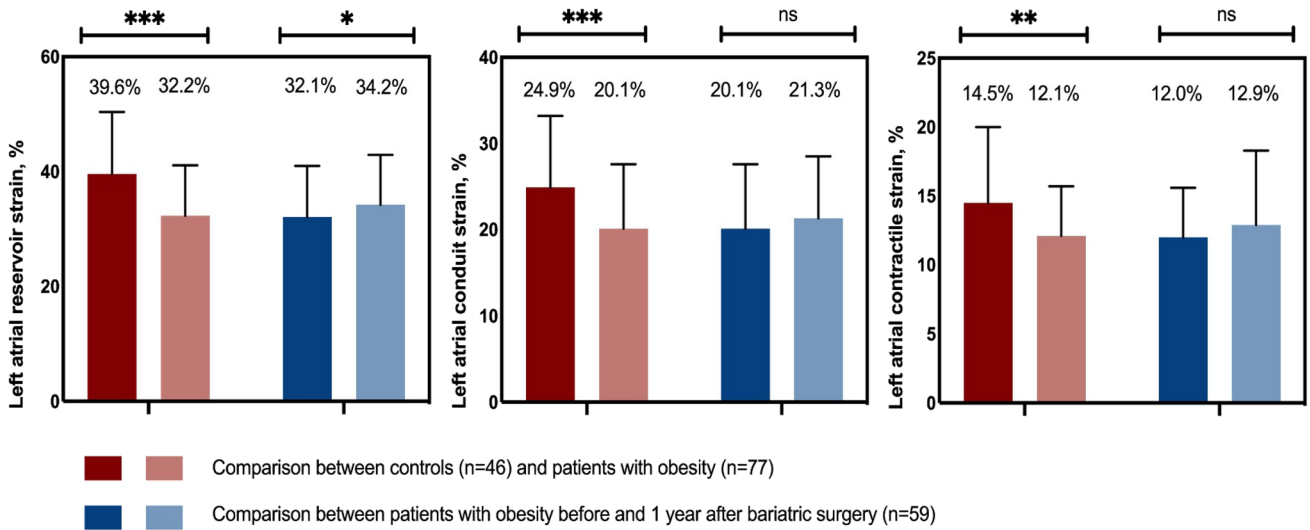 *** * *** ns ** ns
60 40 25
39.6% 32.2% 32.1% 34.2% 24.9% 20.1% 20.1% 21.3% 14.5% 12.1% 12.0% 12.9%
20
30
40
15
20
10
20
10
5
0 0 0
Left atrial reservoir strain, %
Left atrial conduit strain, %
Left atrial contractile strain, %
Comparison between controls (n=46) and patients with obesity (n=77)
Comparison between patients with obesity before and 1 year after bariatric surgery (n=59)